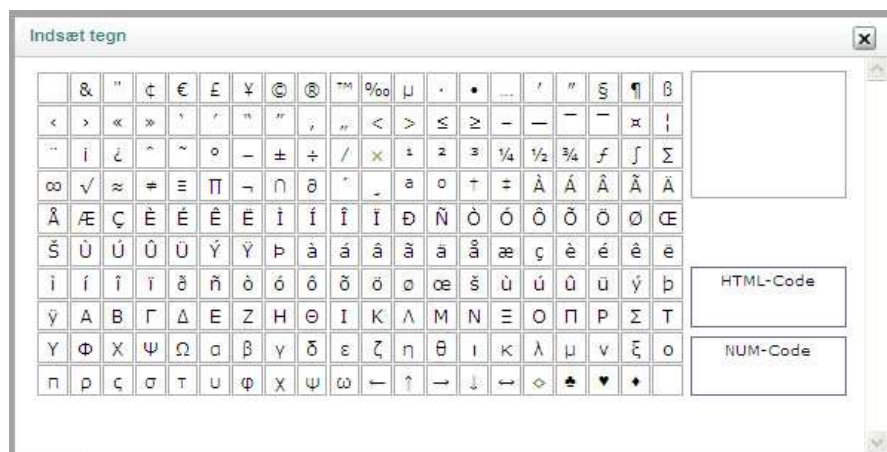 Indsæt tegn
& " ¢ € £ ¥ © ® ™ ‰ µ · • … ′ ″ § ¶ ß
‹ › « » ‘ ’ “ ” ‚ „ < > ≤ ≥ – — ¯ ‾ ¤ ¦
¨ ¡ ¿ ˆ ˜ ° − ± ÷ ⁄ × ¹ ² ³ ¼ ½ ¾ ƒ ∫ ∑
∞ √ ≈ ≠ ≡ ∏ ¬ ∩ ∂ ´ ¸ ª º † ‡ À Á Â Ã Ä
Å Æ Ç È É Ê Ë Ì Í Î Ï Ð Ñ Ò Ó Ô Õ Ö Ø Œ
Š Ù Ú Û Ü Ý Ÿ Þ à á â ã ä å æ ç è é ê ë
ì í î ï ð ñ ò ó ô õ ö ø œ š ù ú û ü ý þ
HTML-Code
ÿ Α Β Γ Δ Ε Ζ Η Θ Ι Κ Λ Μ Ν Ξ Ο Π Ρ Σ Τ
Υ Φ Χ Ψ Ω α β γ δ ε ζ η θ ι κ λ μ ν ξ ο
NUM-Code
π ρ ς σ τ υ φ χ ψ ω ← ↑ → ↓ ↔ ◊ ♣ ♥ ♦